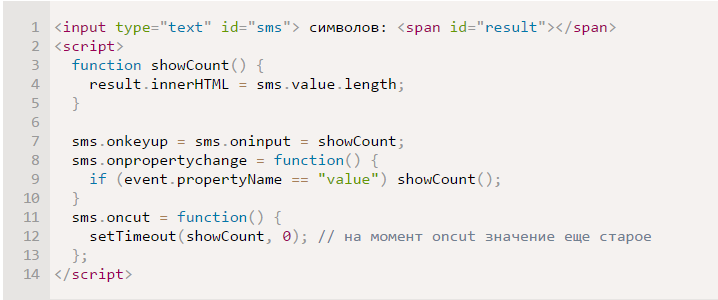 1 <input type="text" id="sms"> символов: <span id="result"></span>
2 <script>
3   function showCount() {
4     result.innerHTML = sms.value.length;
5   }
6
7   sms.onkeyup = sms.oninput = showCount;
8   sms.onpropertychange = function() {
9     if (event.propertyName == "value") showCount();
10   }
11   sms.oncut = function() {
12     setTimeout(showCount, 0); // на момент oncut значение еще старое
13   };
14 </script>